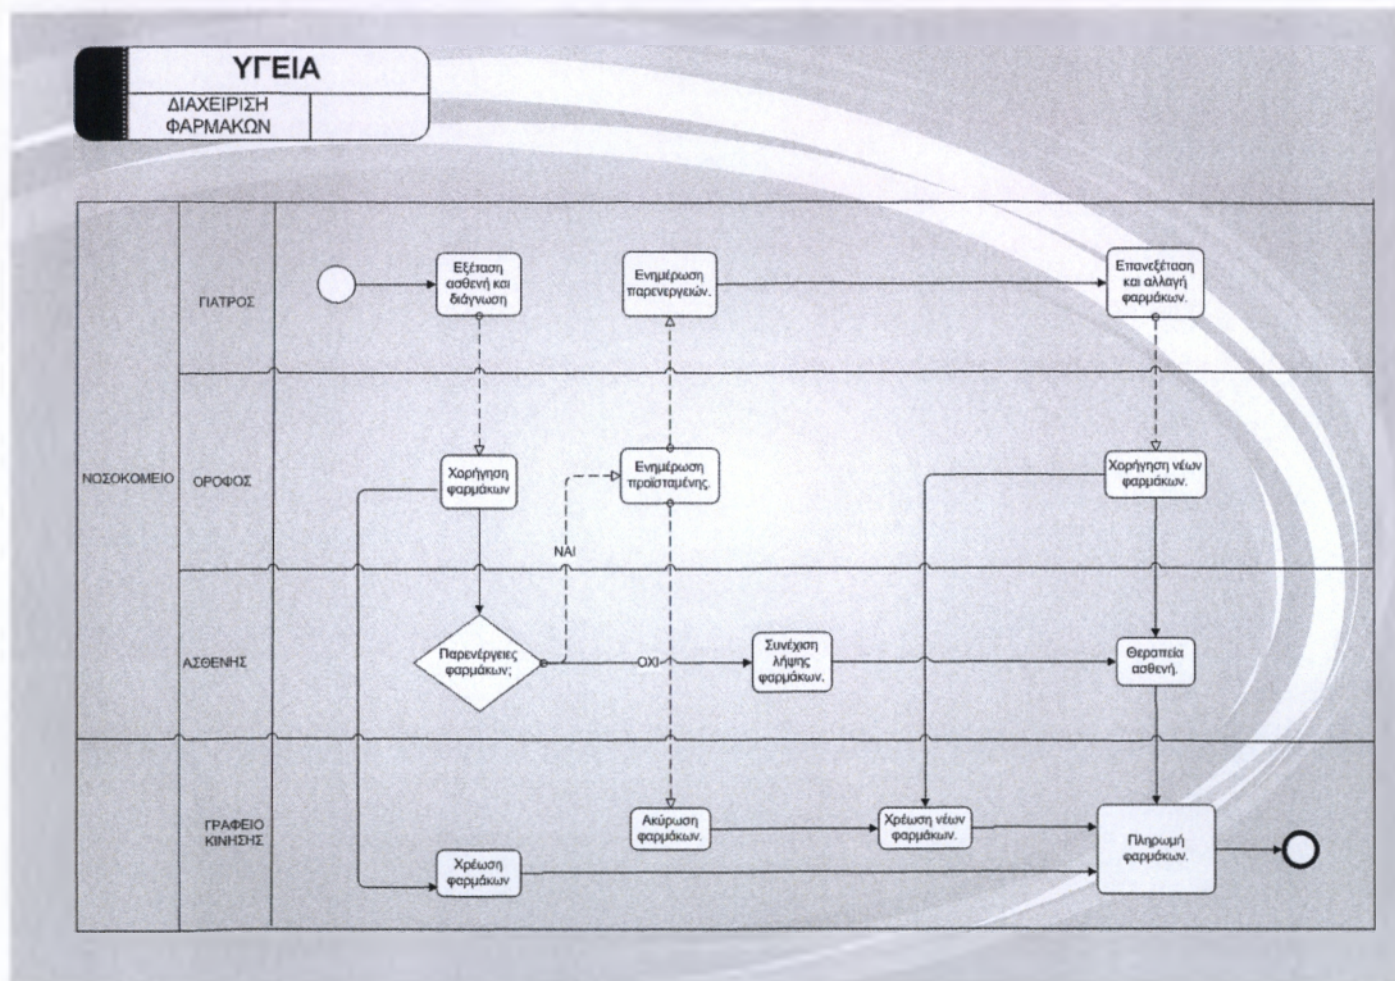 ΥΓΕΙΑ
ΔΙΑΧΕΙΡΙΣΗ
ΦΑΡΜΑΚΩΝ
ΓΙΑΤΡΟΣ
Εξέταση
ασθενή και
διάγνωση
Ενημέρωση
παρενεργειών.
Επανεξέταση
και αλλαγή
φαρμάκων.
ΝΟΣΟΚΟΜΕΙΟ
ΟΡΟΦΟΣ
Χορήγηση
φαρμάκων
Ενημέρωση
προϊσταμένης.
Χορήγηση νέων
φαρμάκων.
ΝΑΙ
ΑΣΘΕΝΗΣ
Παρενέργειες
φαρμάκων;
ΟΧΙ
Συνέχιση
λήψης
φαρμάκων.
Θεραπεία
ασθενή.
ΓΡΑΦΕΙΟ
ΚΙΝΗΣΗΣ
Ακύρωση
φαρμάκων.
Χρέωση νέων
φαρμάκων.
Πληρωμή
φαρμάκων.
Χρέωση
φαρμάκων